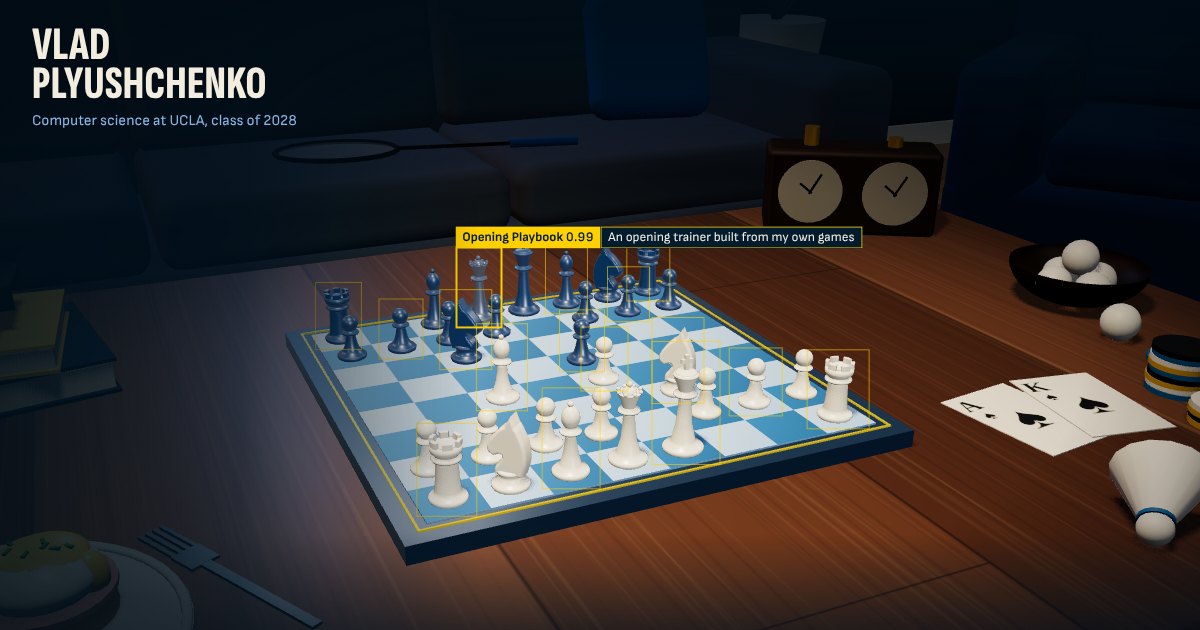 VLAD
PLYUSHCHENKO
Computer science at UCLA, class of 2028
Opening Playbook 0.99 An opening trainer built from my own games
A
K